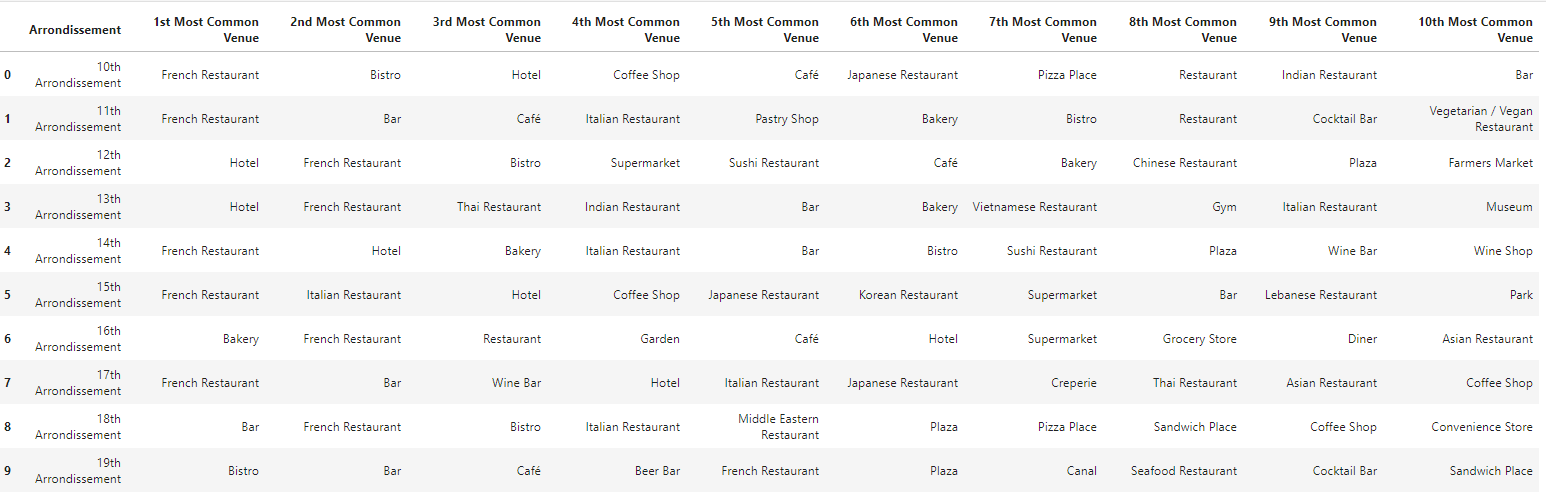 Arrondissement 1st Most Common Venue 2nd Most Common Venue 3rd Most Common Venue 4th Most Common Venue 5th Most Common Venue 6th Most Common Venue 7th Most Common Venue 8th Most Common Venue 9th Most Common Venue 10th Most Common Venue
0 10th Arrondissement French Restaurant Bistro Hotel Coffee Shop Café Japanese Restaurant Pizza Place Restaurant Indian Restaurant Bar
1 11th Arrondissement French Restaurant Bar Café Italian Restaurant Pastry Shop Bakery Bistro Restaurant Cocktail Bar Vegetarian / Vegan Restaurant
2 12th Arrondissement Hotel French Restaurant Bistro Supermarket Sushi Restaurant Café Bakery Chinese Restaurant Plaza Farmers Market
3 13th Arrondissement Hotel French Restaurant Thai Restaurant Indian Restaurant Bar Bakery Vietnamese Restaurant Gym Italian Restaurant Museum
4 14th Arrondissement French Restaurant Hotel Bakery Italian Restaurant Bar Bistro Sushi Restaurant Plaza Wine Bar Wine Shop
5 15th Arrondissement French Restaurant Italian Restaurant Hotel Coffee Shop Japanese Restaurant Korean Restaurant Supermarket Bar Lebanese Restaurant Park
6 16th Arrondissement Bakery French Restaurant Restaurant Garden Café Hotel Supermarket Grocery Store Diner Asian Restaurant
7 17th Arrondissement French Restaurant Bar Wine Bar Hotel Italian Restaurant Japanese Restaurant Creperie Thai Restaurant Asian Restaurant Coffee Shop
8 18th Arrondissement Bar French Restaurant Bistro Italian Restaurant Middle Eastern Restaurant Plaza Pizza Place Sandwich Place Coffee Shop Convenience Store
9 19th Arrondissement Bistro Bar Café Beer Bar French Restaurant Plaza Canal Seafood Restaurant Cocktail Bar Sandwich Place